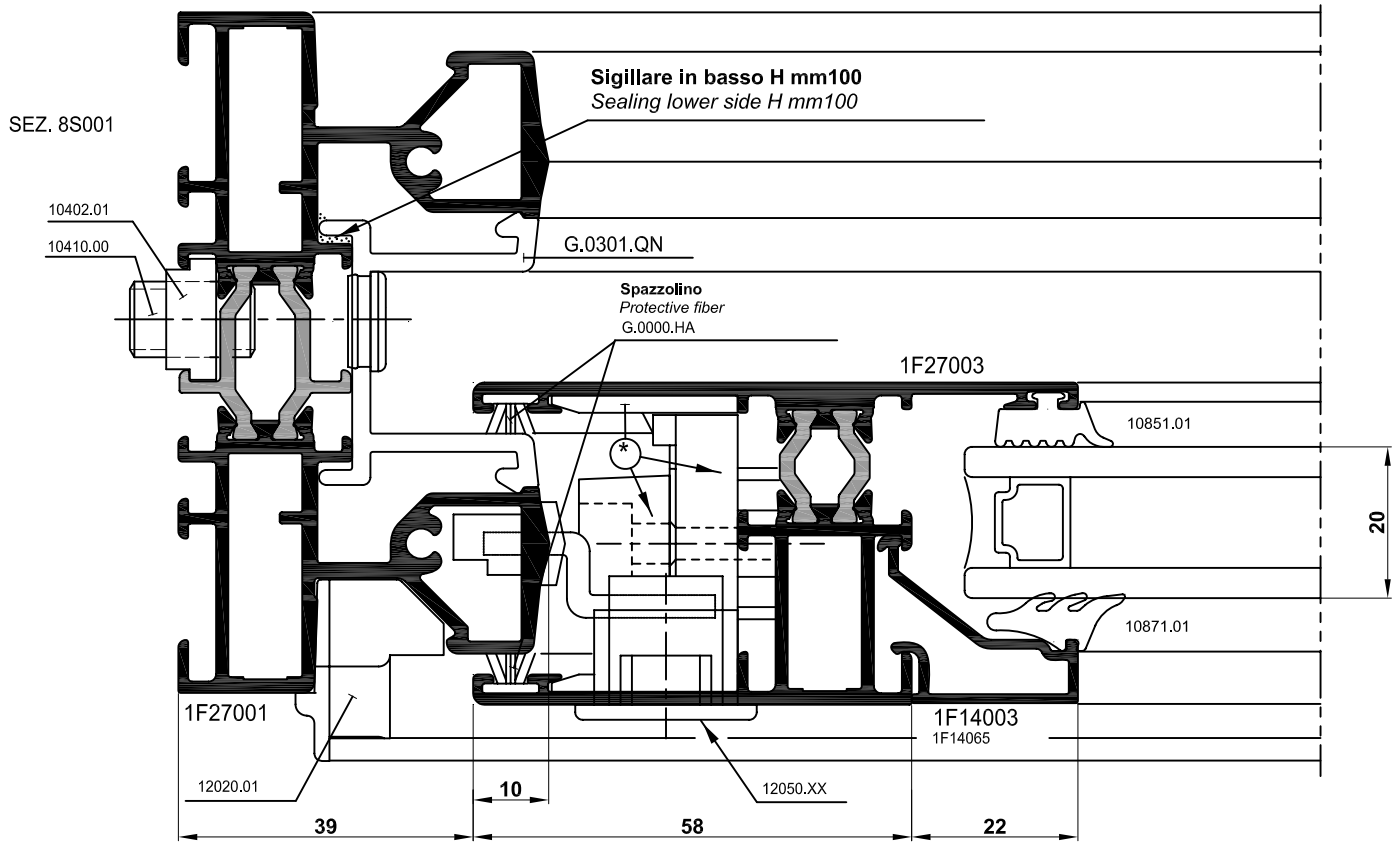 Sigillare in basso H mm100
Sealing lower side H mm100
SEZ. 8S001
10402.01
10410.00
G.0301.QN
Spazzolino
Protective fiber
G.0000.HA
1F27003
10851.01
*
20
10871.01
1F27001
1F14003
1F14065
12020.01
10
12050.XX
39
58
22